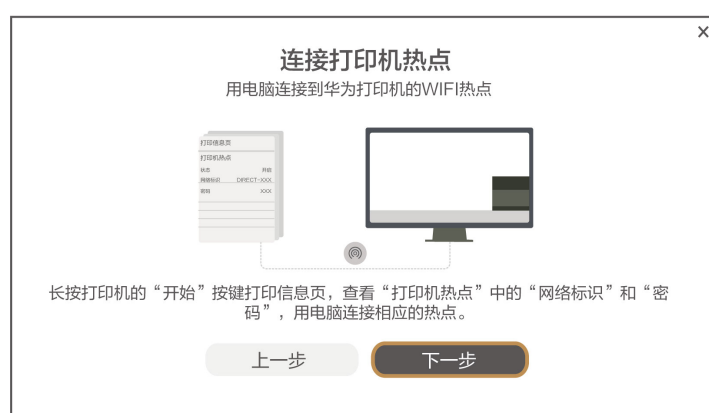 连接打印机热点
用电脑连接到华为打印机的WIFI热点
打印信息页
打印机热点
状态 开启
网络标识 DIRECT-XXX
密码 XXX
长按打印机的“开始”按键打印信息页，查看“打印机热点”中的“网络标识”和“密
码”，用电脑连接相应的热点。
上一步 下一步